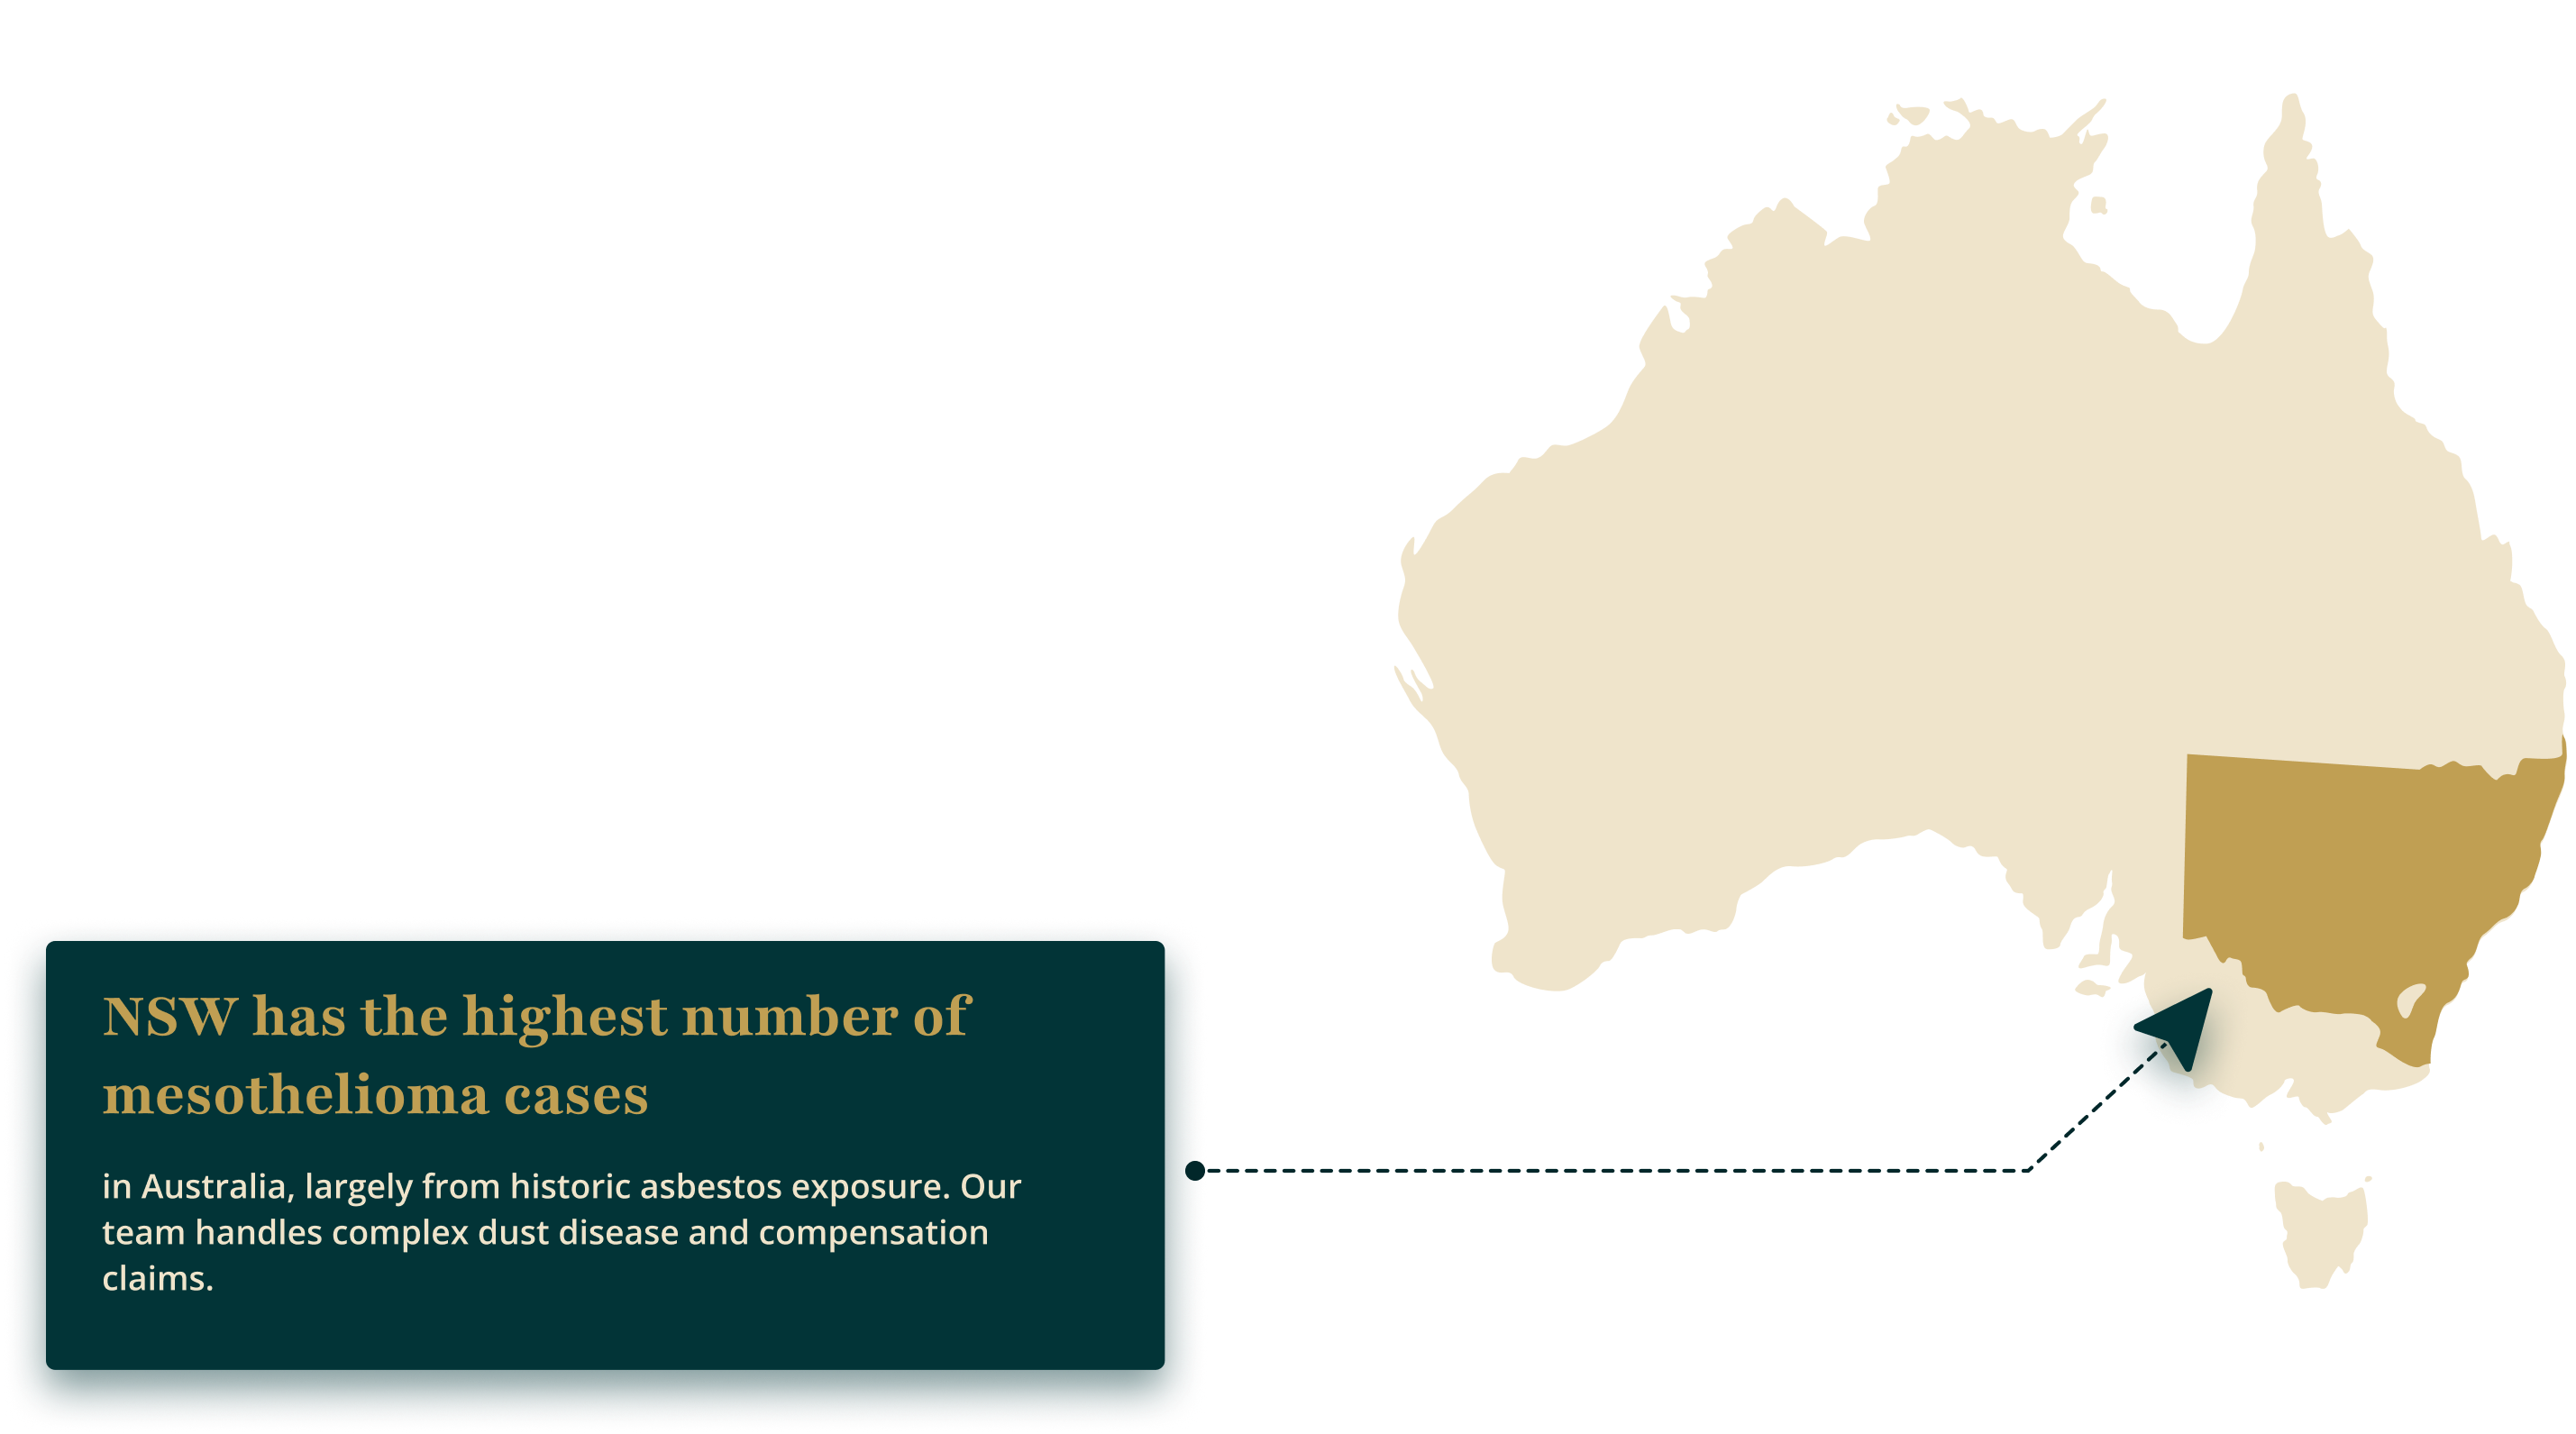 NSW has the highest number of
mesothelioma cases
in Australia, largely from historic asbestos exposure. Our
team handles complex dust disease and compensation
claims.